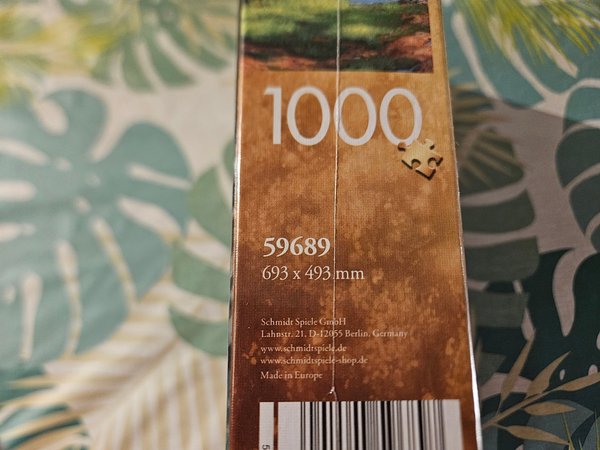 1000
59689
693 x 493 mm
Schmidt Spiele GmbH
Lahnstr. 21, D-12055 Berlin, Germany
www.schmidtspiele.de
www.schmidtspiele-shop.de
Made in Europe
5